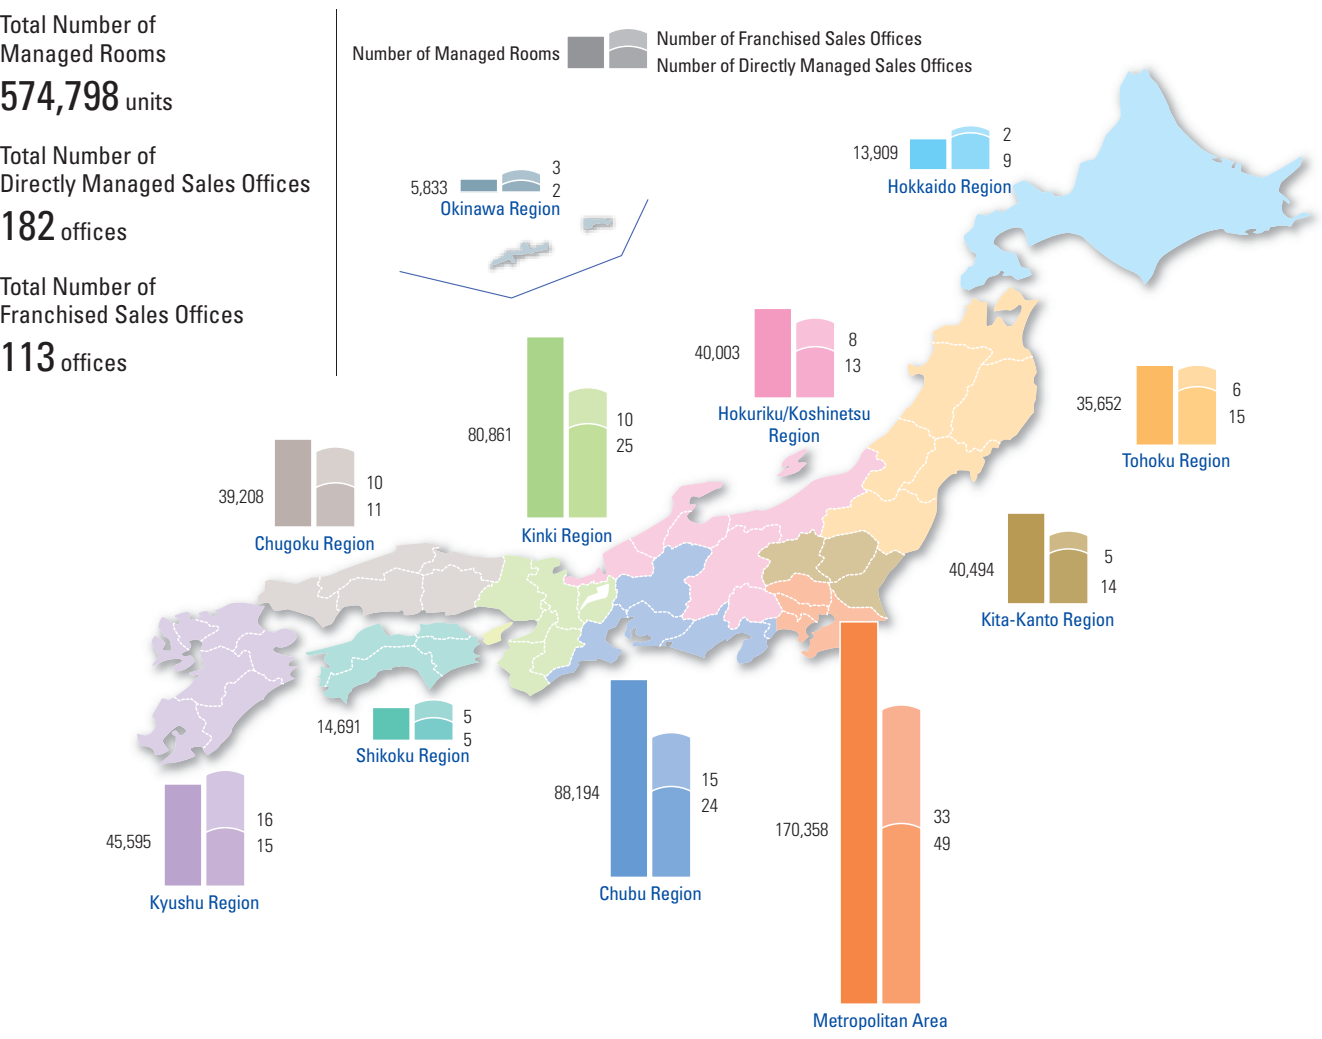 Total Number of
Managed Rooms
574,798 units
Total Number of
Directly Managed Sales Offices
182 offices
Total Number of
Franchised Sales Offices
113 offices
Number of Managed Rooms
Number of Franchised Sales Offices
Number of Directly Managed Sales Offices
13,909
2
9
Hokkaido Region
5,833
3
2
Okinawa Region
40,003
8
13
Hokuriku/Koshinetsu
Region
35,652
6
15
Tohoku Region
80,861
10
25
Kinki Region
39,208
10
11
Chugoku Region
40,494
5
14
Kita-Kanto Region
14,691
5
5
Shikoku Region
45,595
16
15
Kyushu Region
88,194
15
24
Chubu Region
170,358
33
49
Metropolitan Area